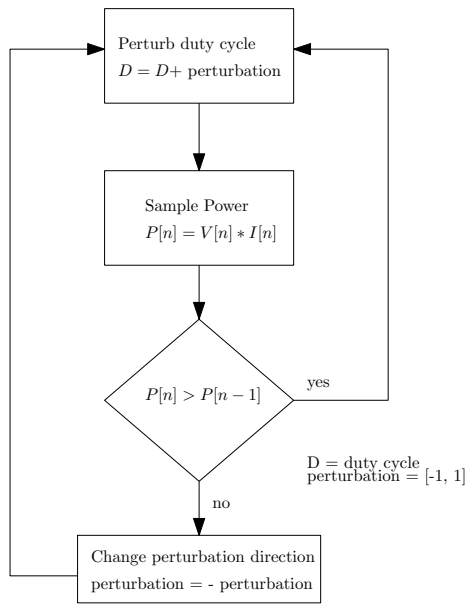 Perturb duty cycle
D = D+ perturbation
Sample Power
P[n] = V[n] * I[n]
P[n] > P[n − 1]
yes
D = duty cycle
perturbation = [-1, 1]
no
Change perturbation direction
perturbation = - perturbation